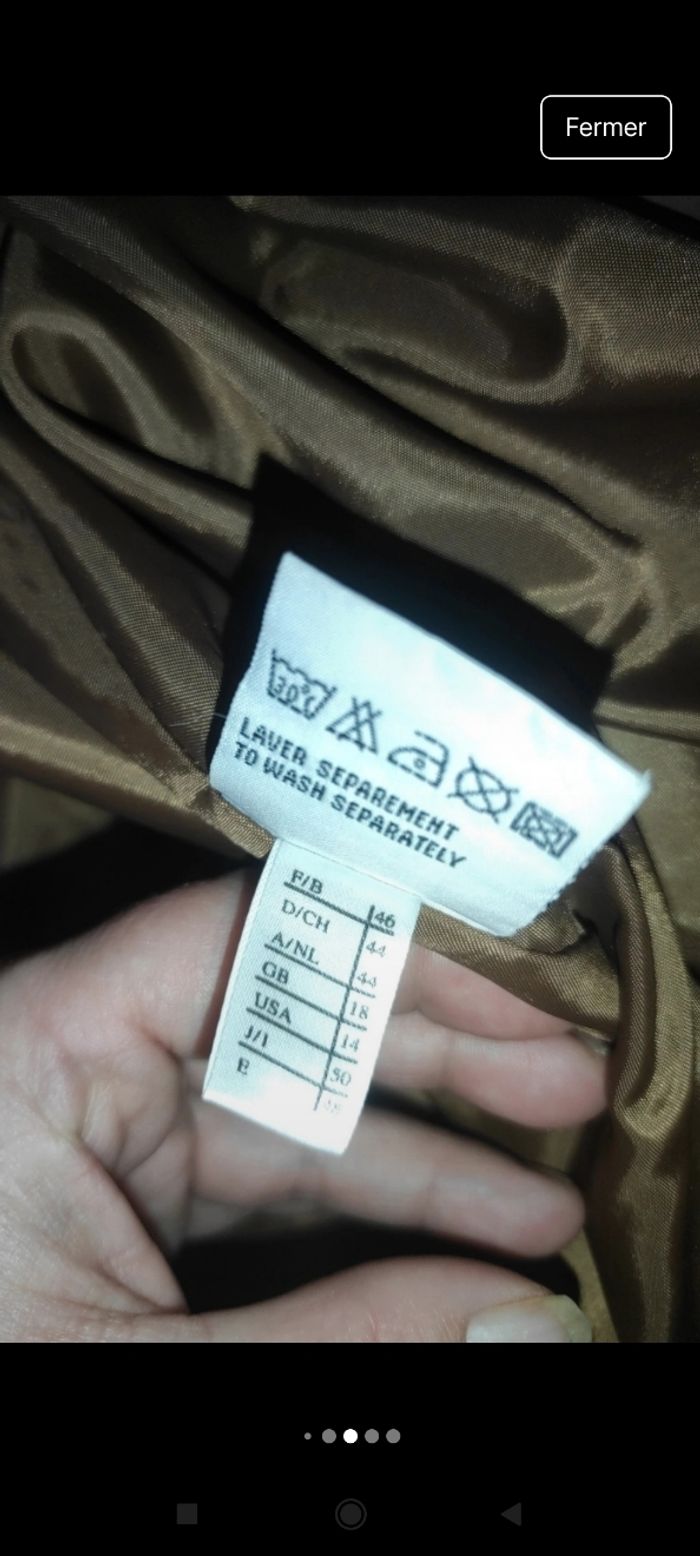 Fermer
30°C
LAVER SEPAREMENT
TO WASH SEPARATELY
F/B 46
D/CH 44
A/NL 44
GB 18
USA 14
J/I 50
E